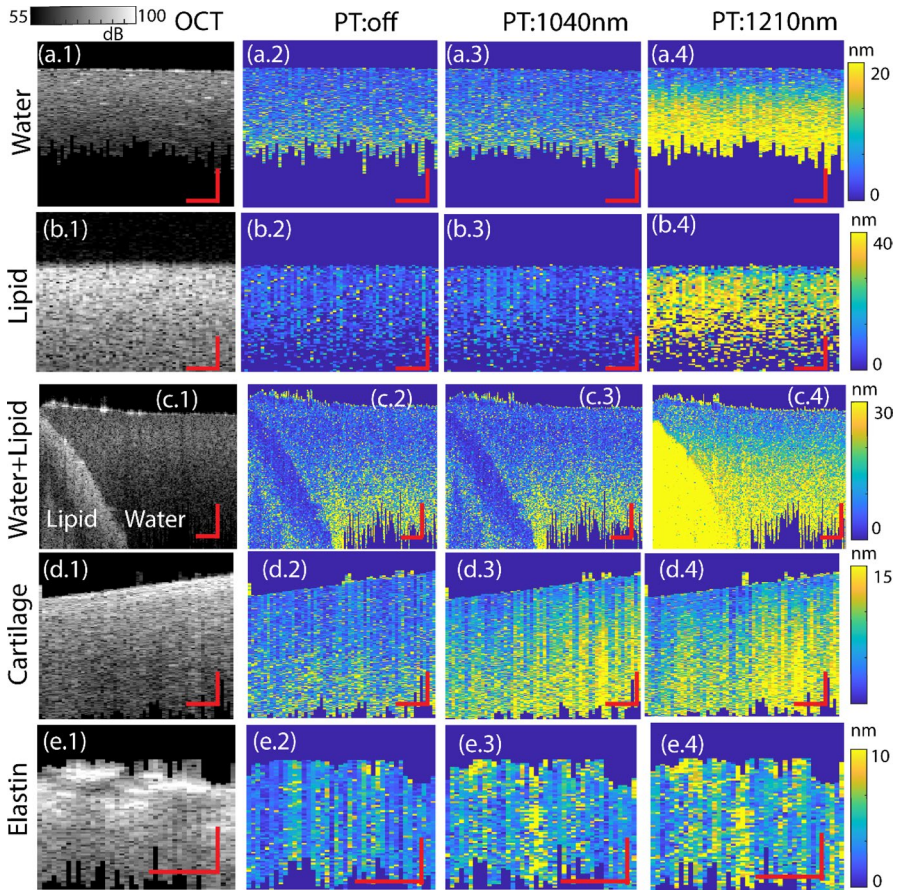 55 100 OCT PT:off PT:1040nm PT:1210nm
dB
nm
Water (a.1) (a.2) (a.3) (a.4) 20
0
nm
Lipid (b.1) (b.2) (b.3) (b.4) 40
0
nm
Water+Lipid (c.1) (c.2) (c.3) (c.4) 30
Lipid Water
0
nm
Cartilage (d.1) (d.2) (d.3) (d.4) 15
0
nm
Elastin (e.1) (e.2) (e.3) (e.4) 10
0